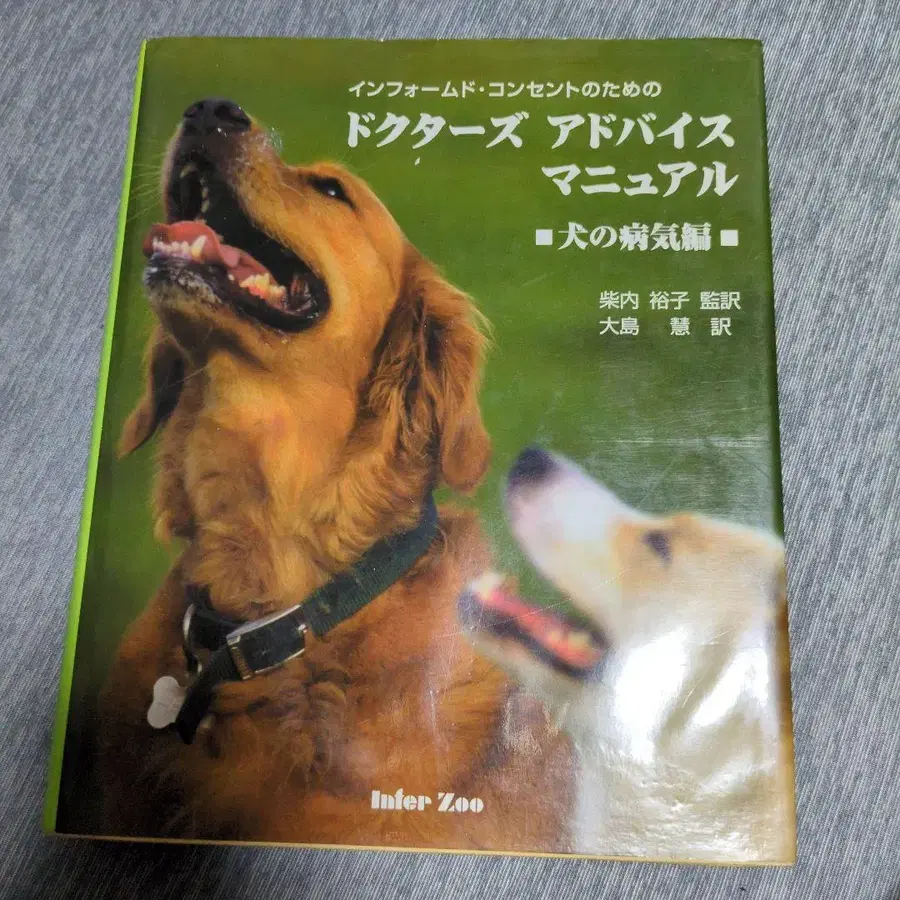 インフォームド・コンセントのための
ドクターズ アドバイス
マニュアル
■犬の病気編■
柴内 裕子 監訳
大島 慧 訳
Inter Zoo